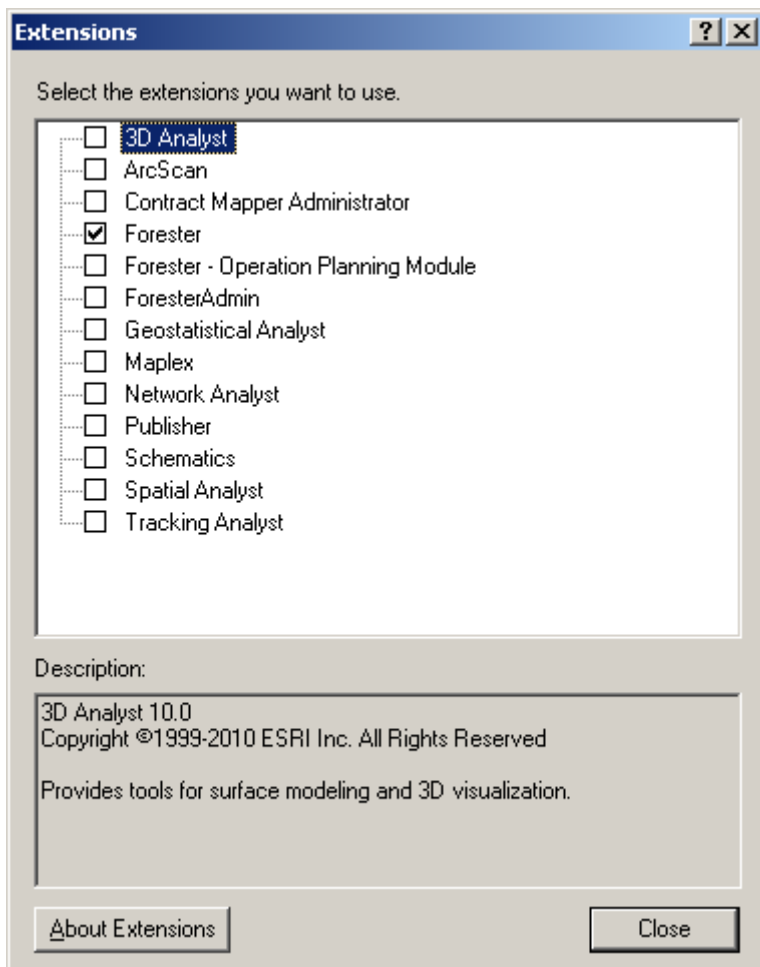 Extensions
Select the extensions you want to use.
3D Analyst
ArcScan
Contract Mapper Administrator
Forester
Forester - Operation Planning Module
ForesterAdmin
Geostatistical Analyst
Maplex
Network Analyst
Publisher
Schematics
Spatial Analyst
Tracking Analyst
Description:
3D Analyst 10.0
Copyright ©1999-2010 ESRI Inc. All Rights Reserved
Provides tools for surface modeling and 3D visualization.
About Extensions
Close